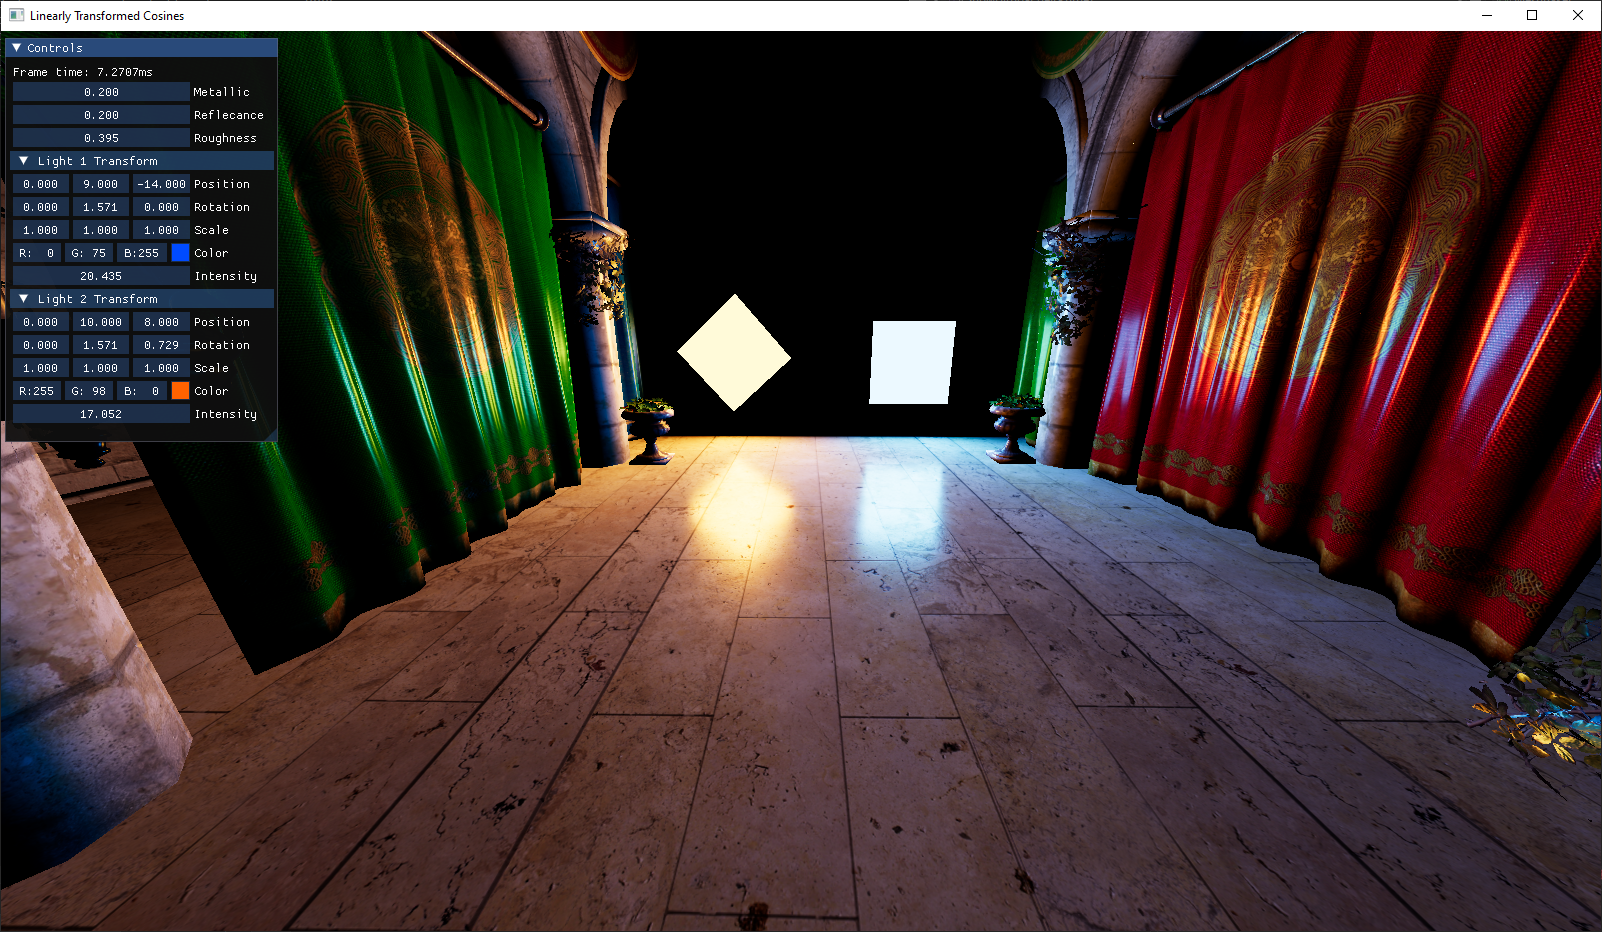 Linearly Transformed Cosines
Controls
Frame time: 7.2707ms
0.200 Metallic
0.200 Reflecance
0.395 Roughness
Light 1 Transform
0.000 9.000 -14.000 Position
0.000 1.571 0.000 Rotation
1.000 1.000 1.000 Scale
R: 0 G: 75 B:255 Color
20.435 Intensity
Light 2 Transform
0.000 10.000 8.000 Position
0.000 1.571 0.729 Rotation
1.000 1.000 1.000 Scale
R:255 G: 98 B: 0 Color
17.052 Intensity